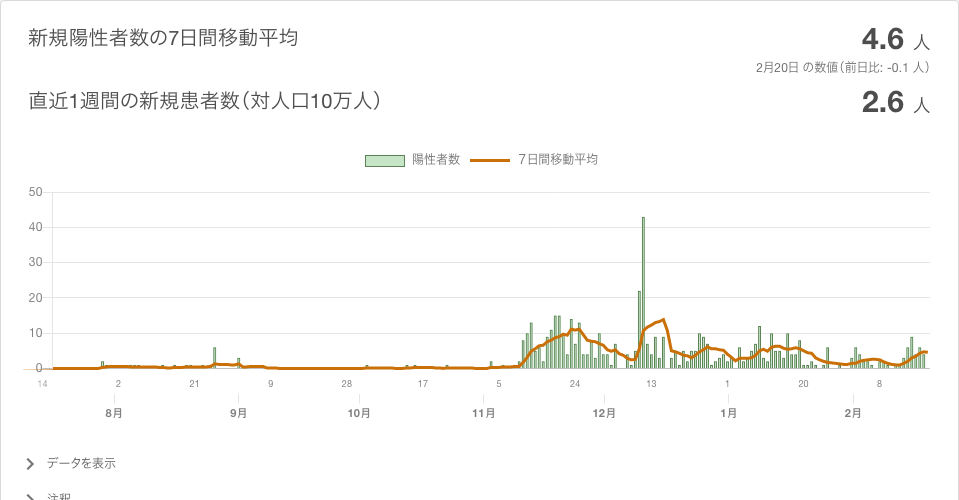 新規陽性者数の7日間移動平均
4.6 人
2月20日 の数値（前日比: -0.1 人）
直近1週間の新規患者数（対人口10万人）
2.6 人
陽性者数 7日間移動平均
50
40
30
20
10
0
14 2 21 9 28 17 5 24 13 1 20 8
8月 9月 10月 11月 12月 1月 2月
データを表示
注釈